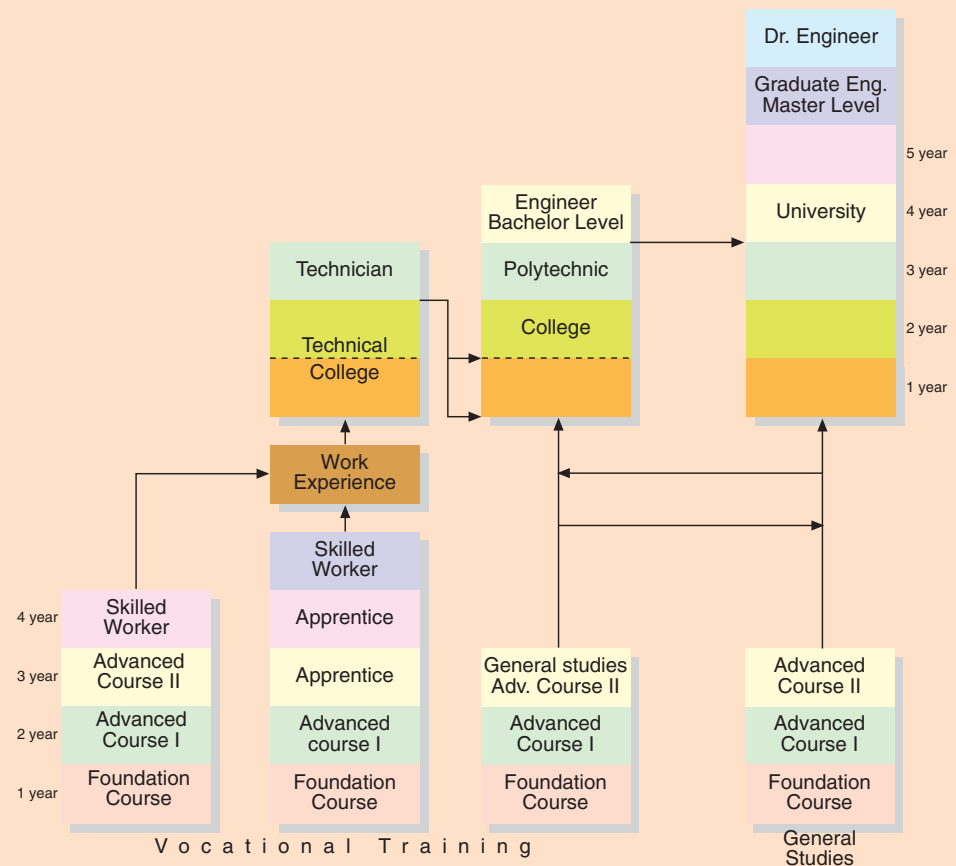 Dr. Engineer
Graduate Eng.
Master Level
5 year
University
4 year
3 year
2 year
1 year
Engineer
Bachelor Level
Polytechnic
College
Technician
Technical
College
Work
Experience
4 year
3 year
2 year
1 year
Skilled
Worker
Advanced
Course II
Advanced
Course I
Foundation
Course
Skilled
Worker
Apprentice
Apprentice
Advanced
course I
Foundation
Course
General studies
Adv. Course II
Advanced
Course I
Foundation
Course
Advanced
Course II
Advanced
Course I
Foundation
Course
Vocational Training
General
Studies